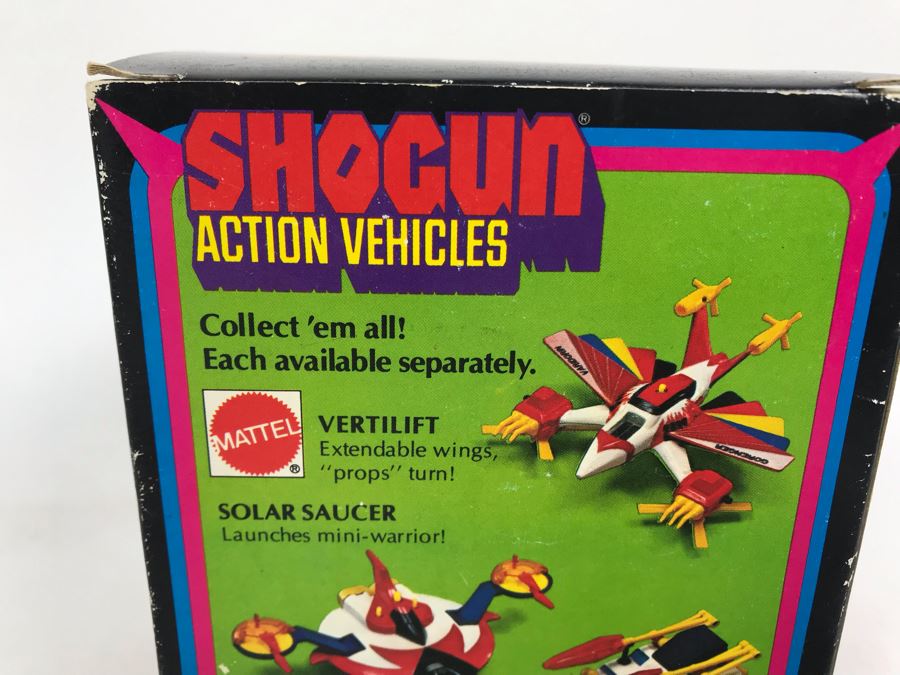 SHOGUN®
ACTION VEHICLES
Collect 'em all!
Each available separately.
MATTEL®
VERTILIFT
Extendable wings,
"props" turn!
SOLAR SAUCER
Launches mini-warrior!